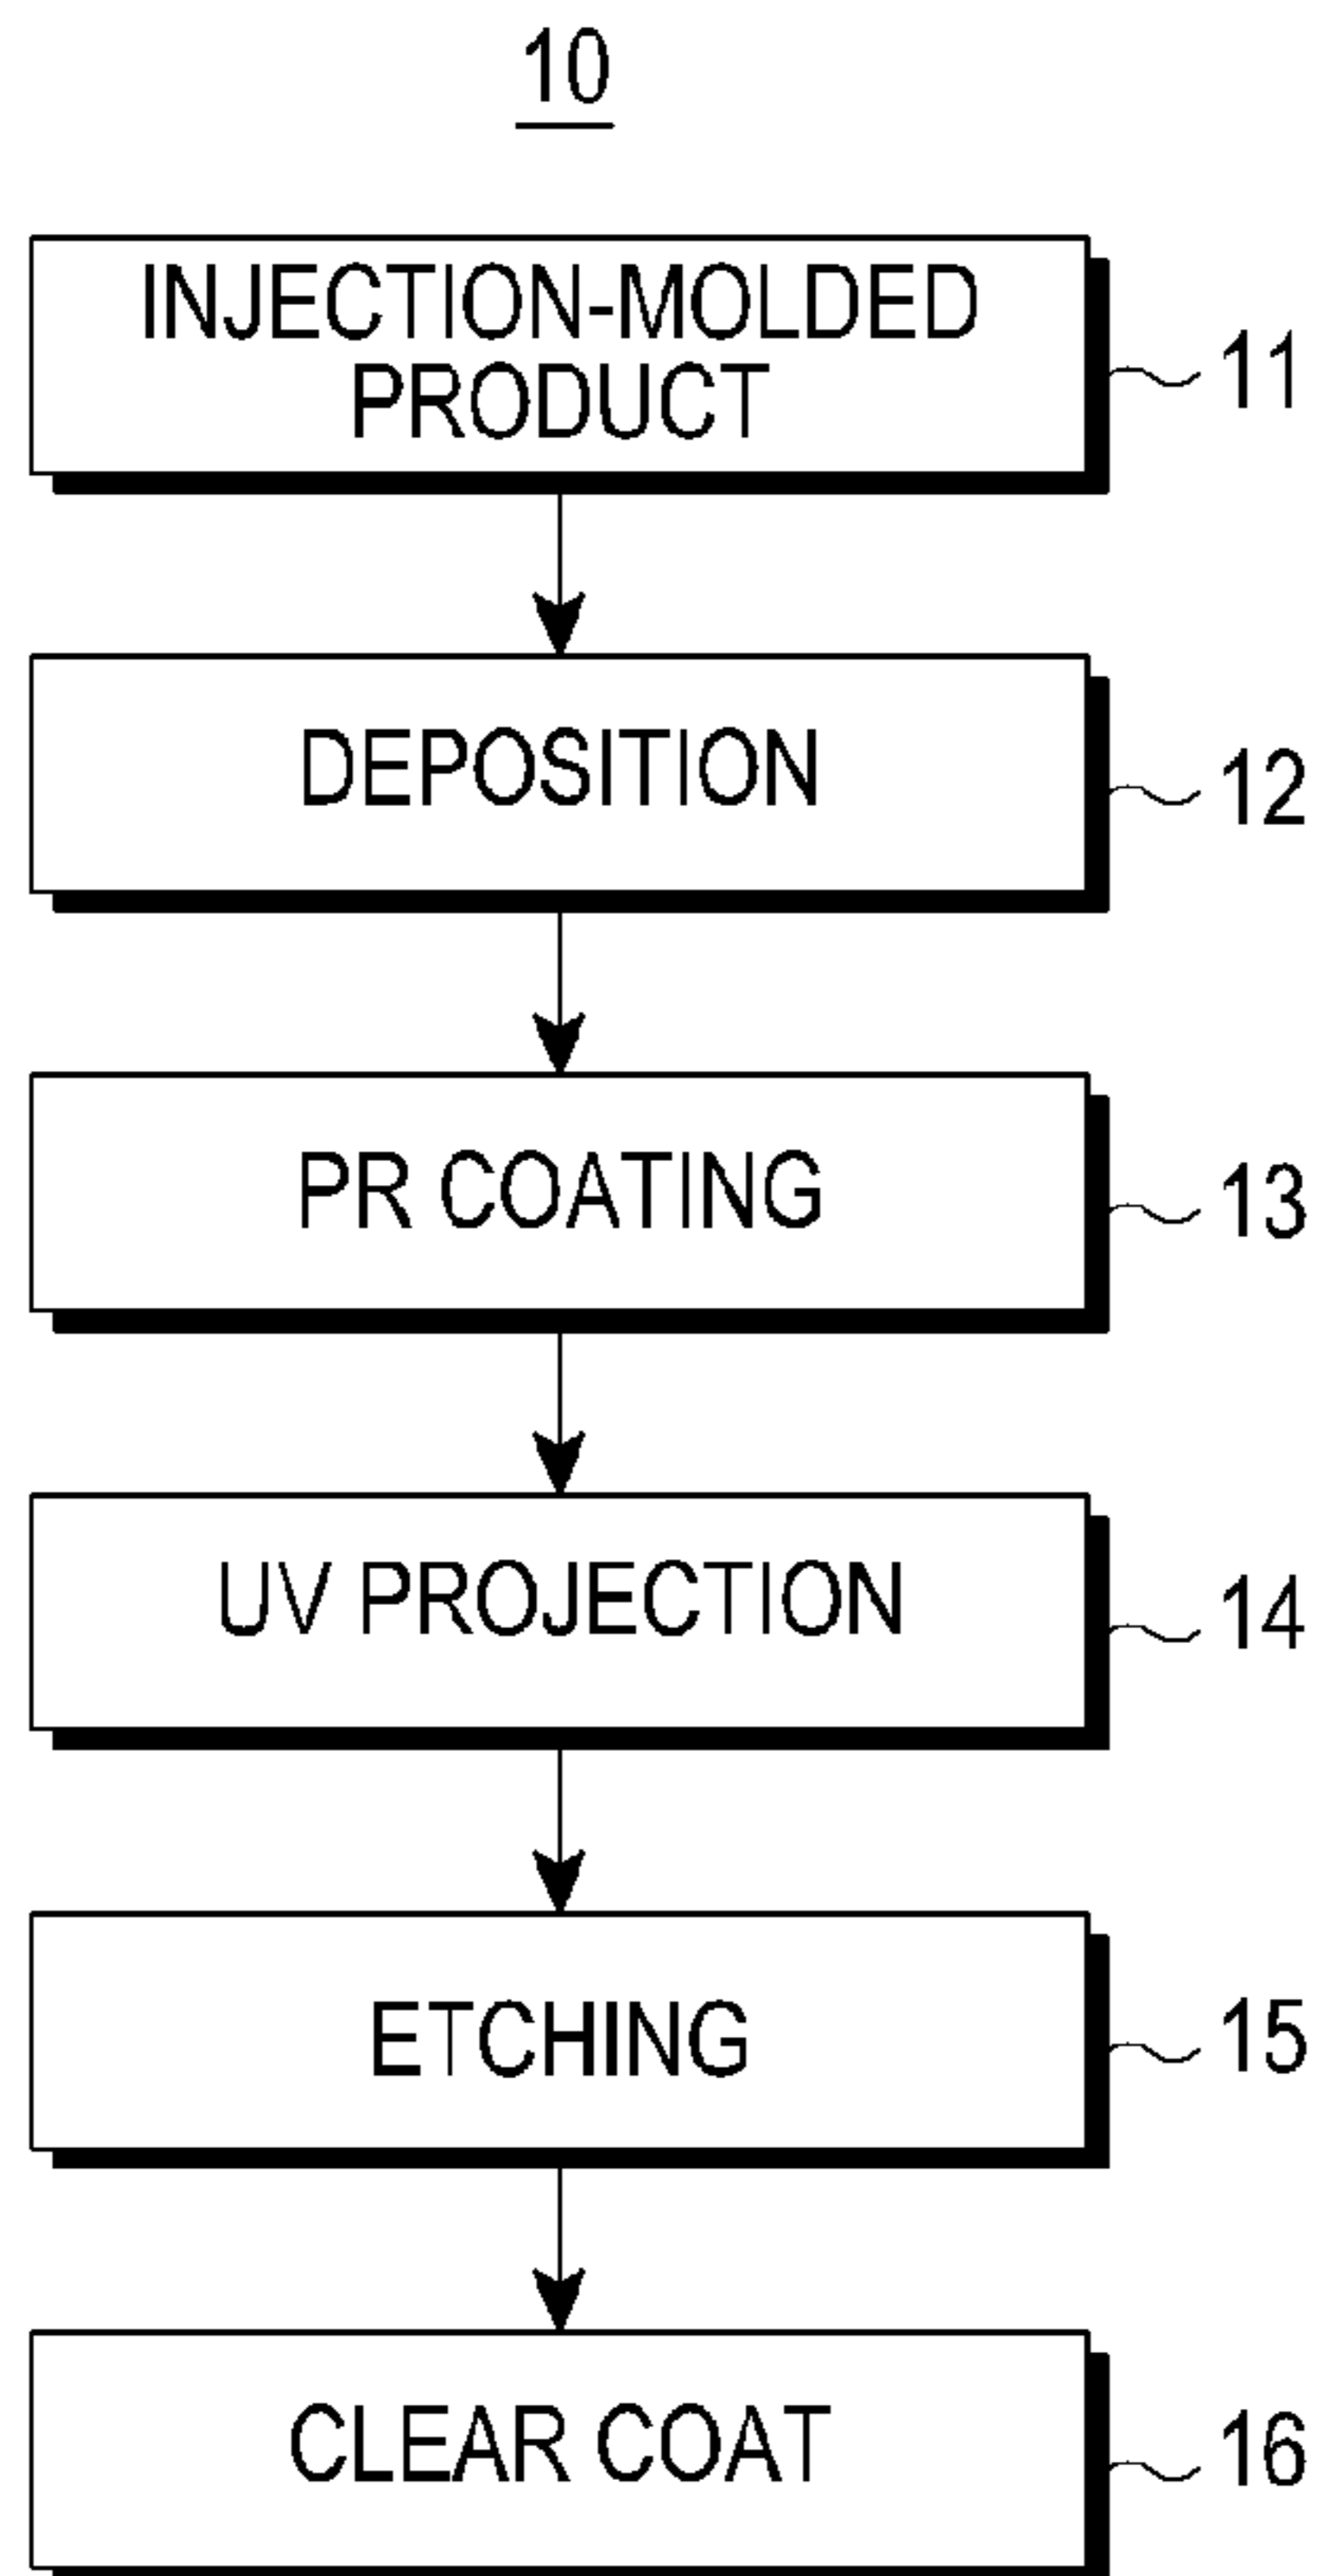 10
INJECTION-MOLDED
PRODUCT
11
DEPOSITION
12
PR COATING
13
UV PROJECTION
14
ETCHING
15
CLEAR COAT
16